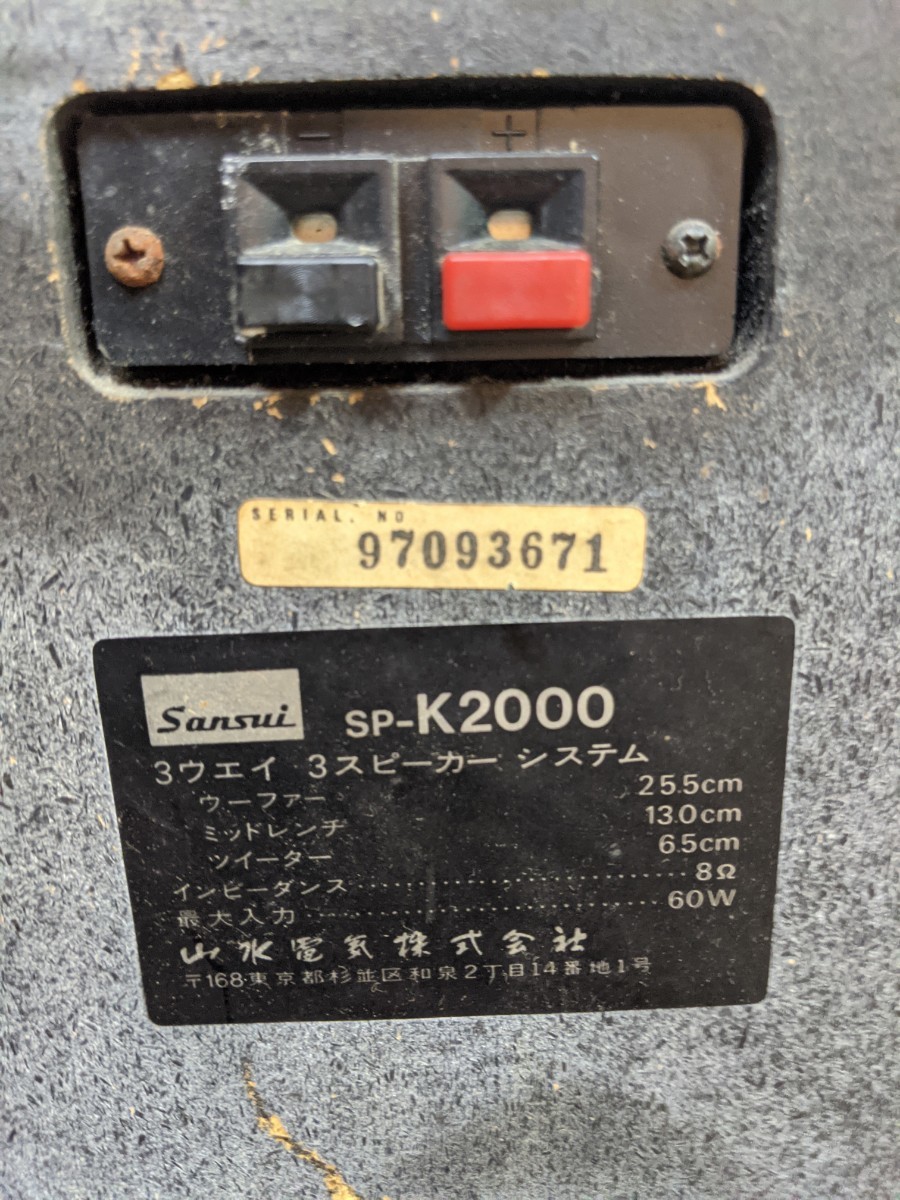 − +
SERIAL. NO
97093671
Sansui SP-K2000
3ウエイ 3スピーカー システム
ウーファー 25.5cm
ミッドレンチ 13.0cm
ツイーター 6.5cm
インピーダンス 8Ω
最大入力 60W
山水電気株式会社
〒168・東京都杉並区和泉2丁目14番地1号